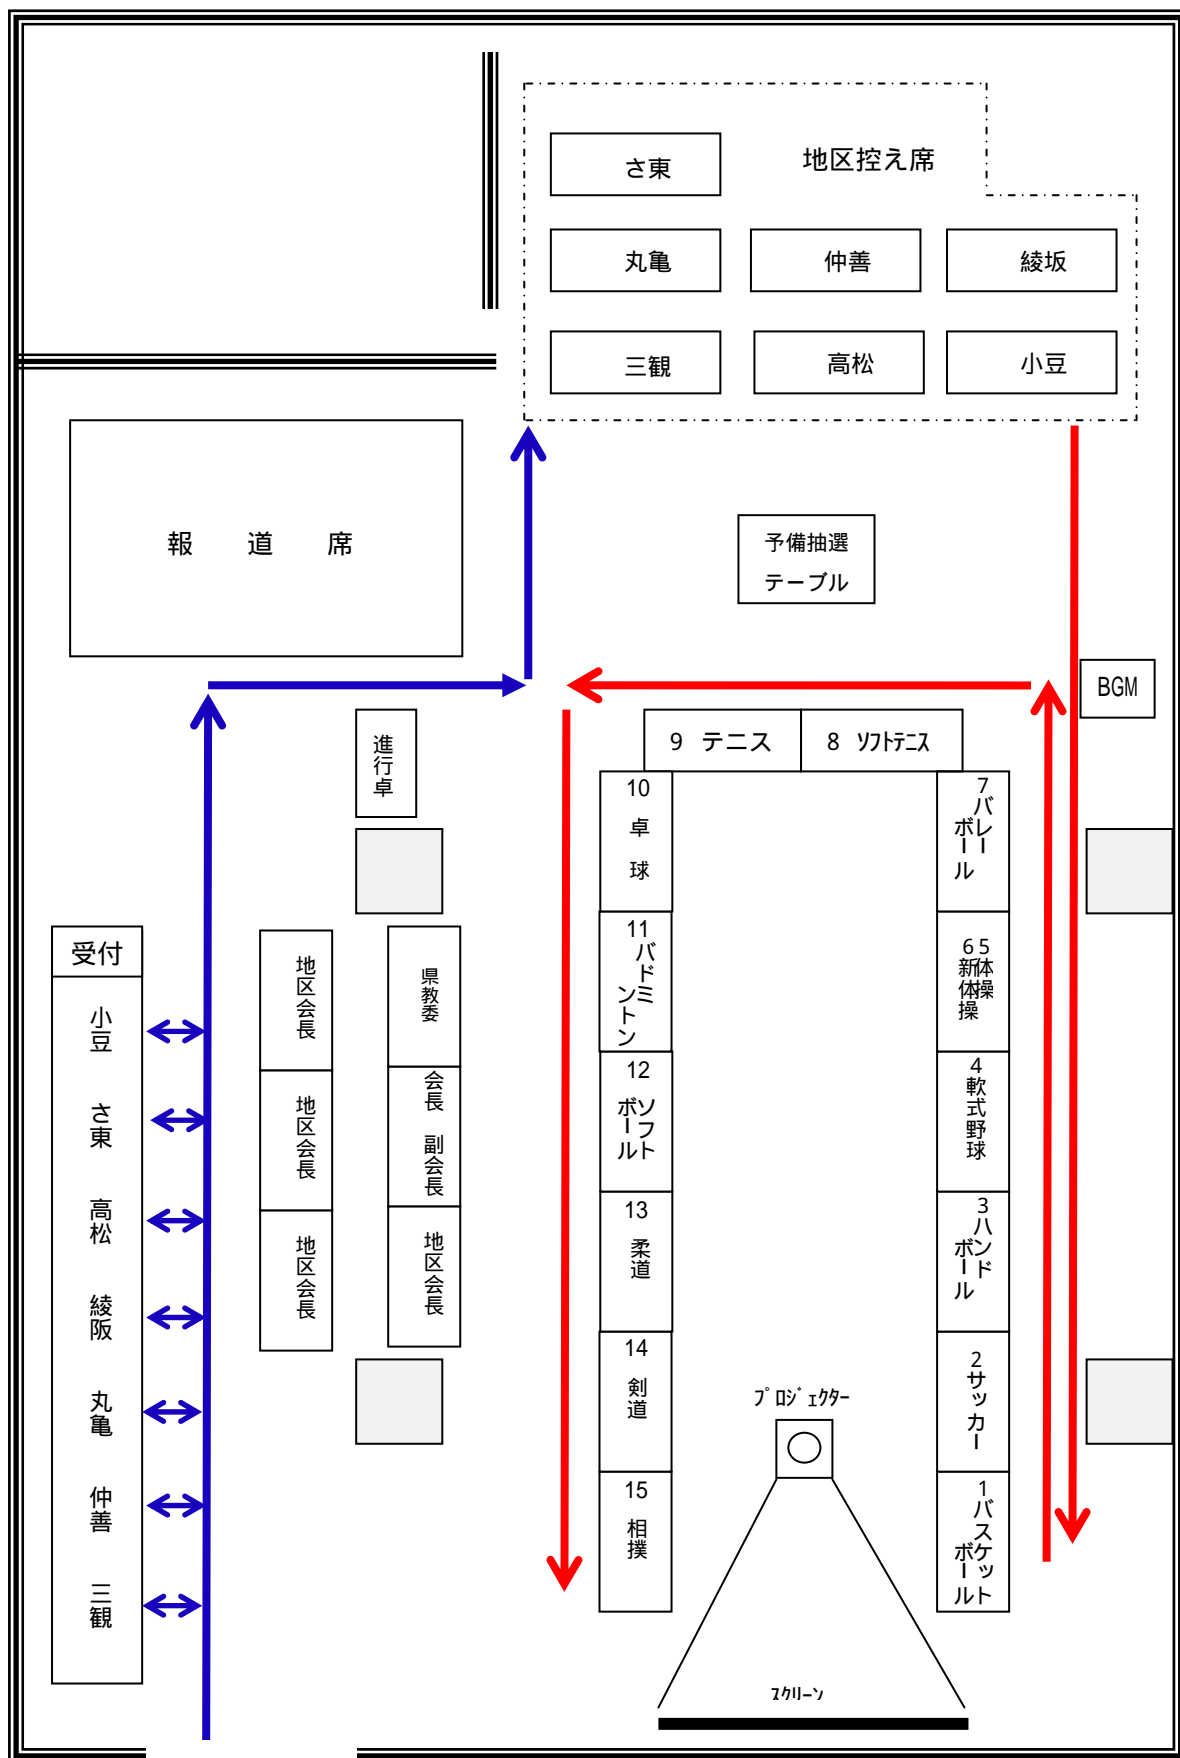 さ東
地区控え席
丸亀
仲善
綾坂
三観
高松
小豆
報　道　席
予備抽選
テーブル
BGM
進行卓
9 テニス
8 ｿﾌﾄﾃﾆｽ
10 卓 球
11 バドミ
ントン
12 ソフト
ボール
13 柔道
14 剣道
15 相撲
7 バレー
ボール
5 体操
6 新体操
4 軟式野球
3 ハンド
ボール
2 サッカー
1 バスケット
ボール
受付
小豆
さ東
高松
綾阪
丸亀
仲善
三観
地区会長
地区会長
地区会長
県教委
会長 副会長
地区会長
ﾌﾟﾛｼﾞｪｸﾀｰ
ｽｸﾘｰﾝ